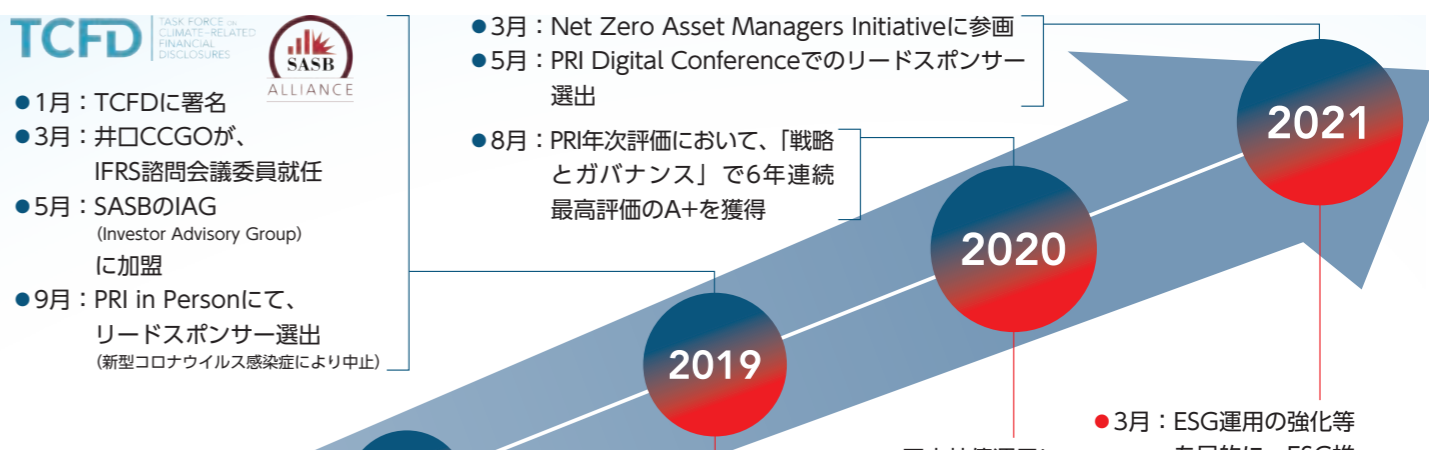 TCFD
TASK FORCE ON
CLIMATE-RELATED
FINANCIAL
DISCLOSURES
SASB
ALLIANCE
●1月：TCFDに署名
●3月：井口CCGOが、
IFRS諮問会議委員就任
●5月：SASBのIAG
(Investor Advisory Group)
に加盟
●9月：PRI in Personにて、
リードスポンサー選出
(新型コロナウイルス感染症により中止)
●3月：Net Zero Asset Managers Initiativeに参画
●5月：PRI Digital Conferenceでのリードスポンサー
選出
●8月：PRI年次評価において、「戦略
とガバナンス」で6年連続
最高評価のA+を獲得
2021
2020
2019
●3月：ESG運用の強化等